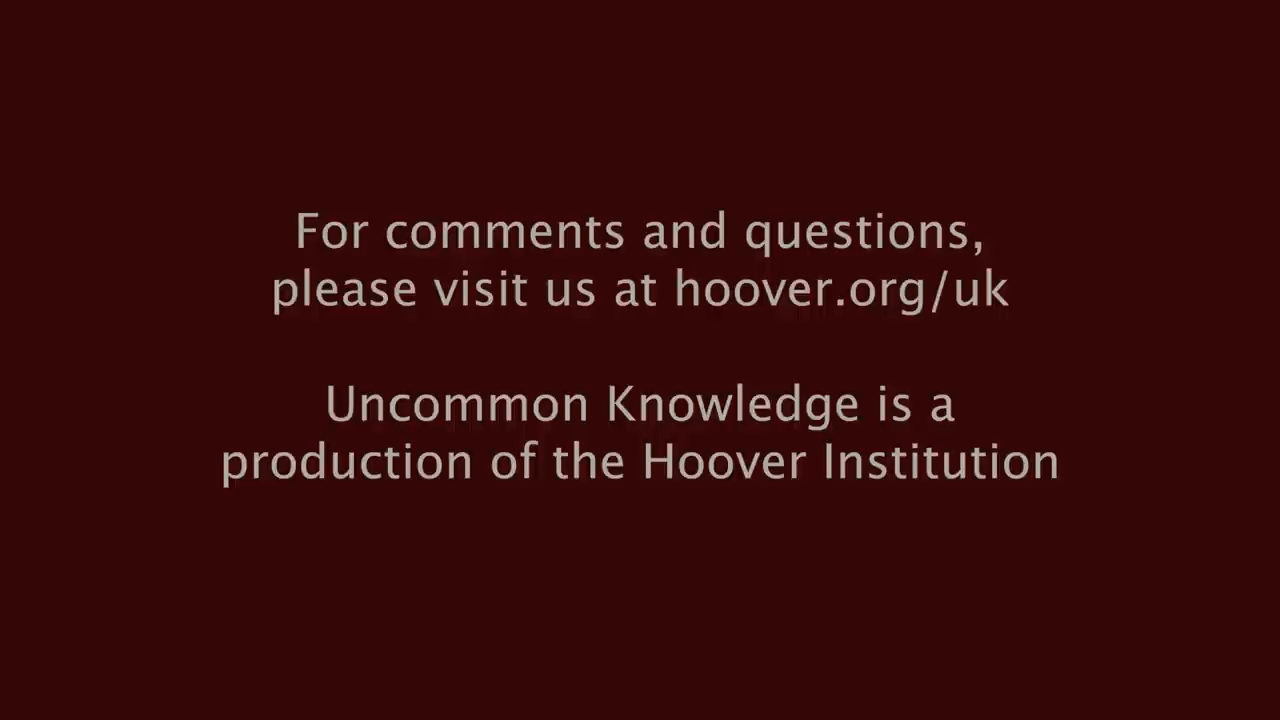 For comments and questions,
please visit us at hoover.org/uk
Uncommon Knowledge is a
production of the Hoover Institution